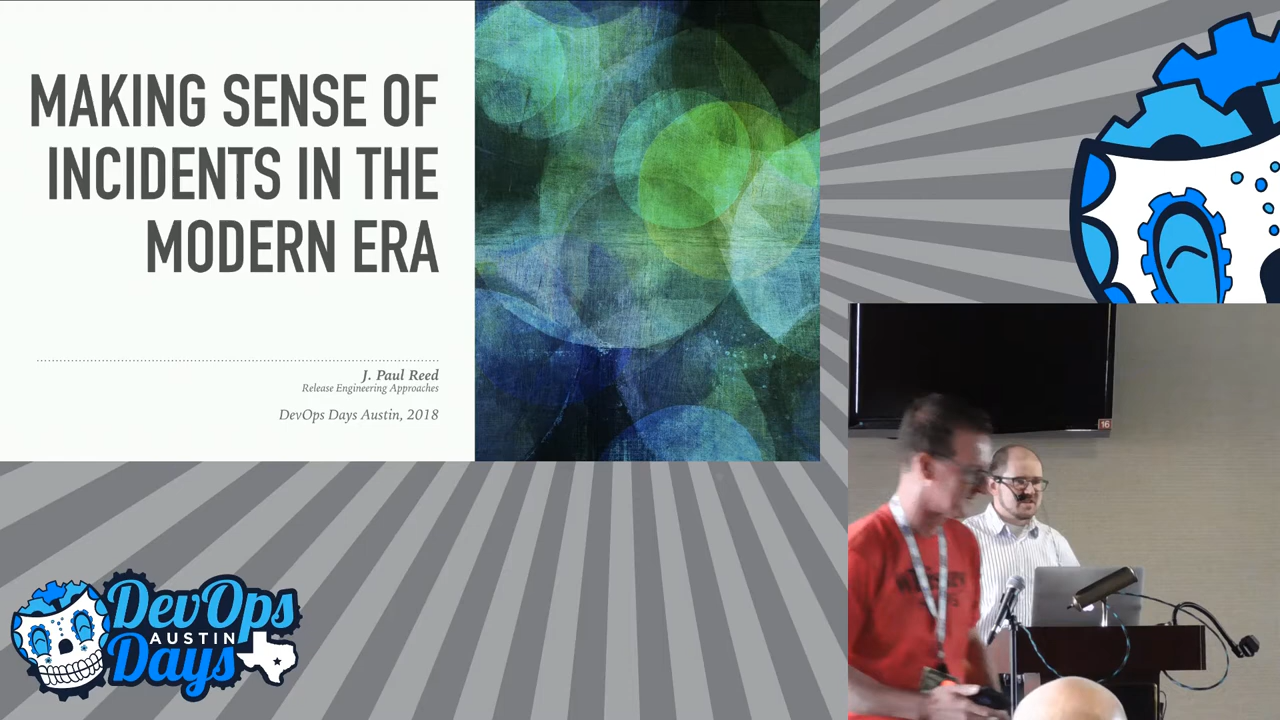 MAKING SENSE OF
INCIDENTS IN THE
MODERN ERA
J. Paul Reed
Release Engineering Approaches
DevOps Days Austin, 2018
DevOps
AUSTIN
Days
16